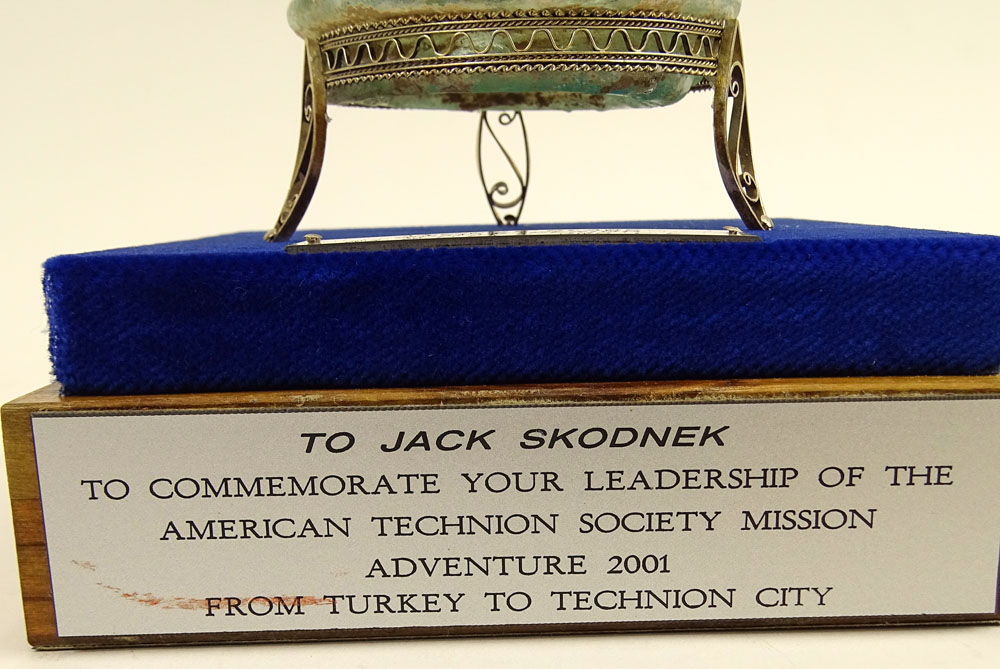 TO JACK SKODNEK
TO COMMEMORATE YOUR LEADERSHIP OF THE
AMERICAN TECHNION SOCIETY MISSION
ADVENTURE 2001
FROM TURKEY TO TECHNION CITY